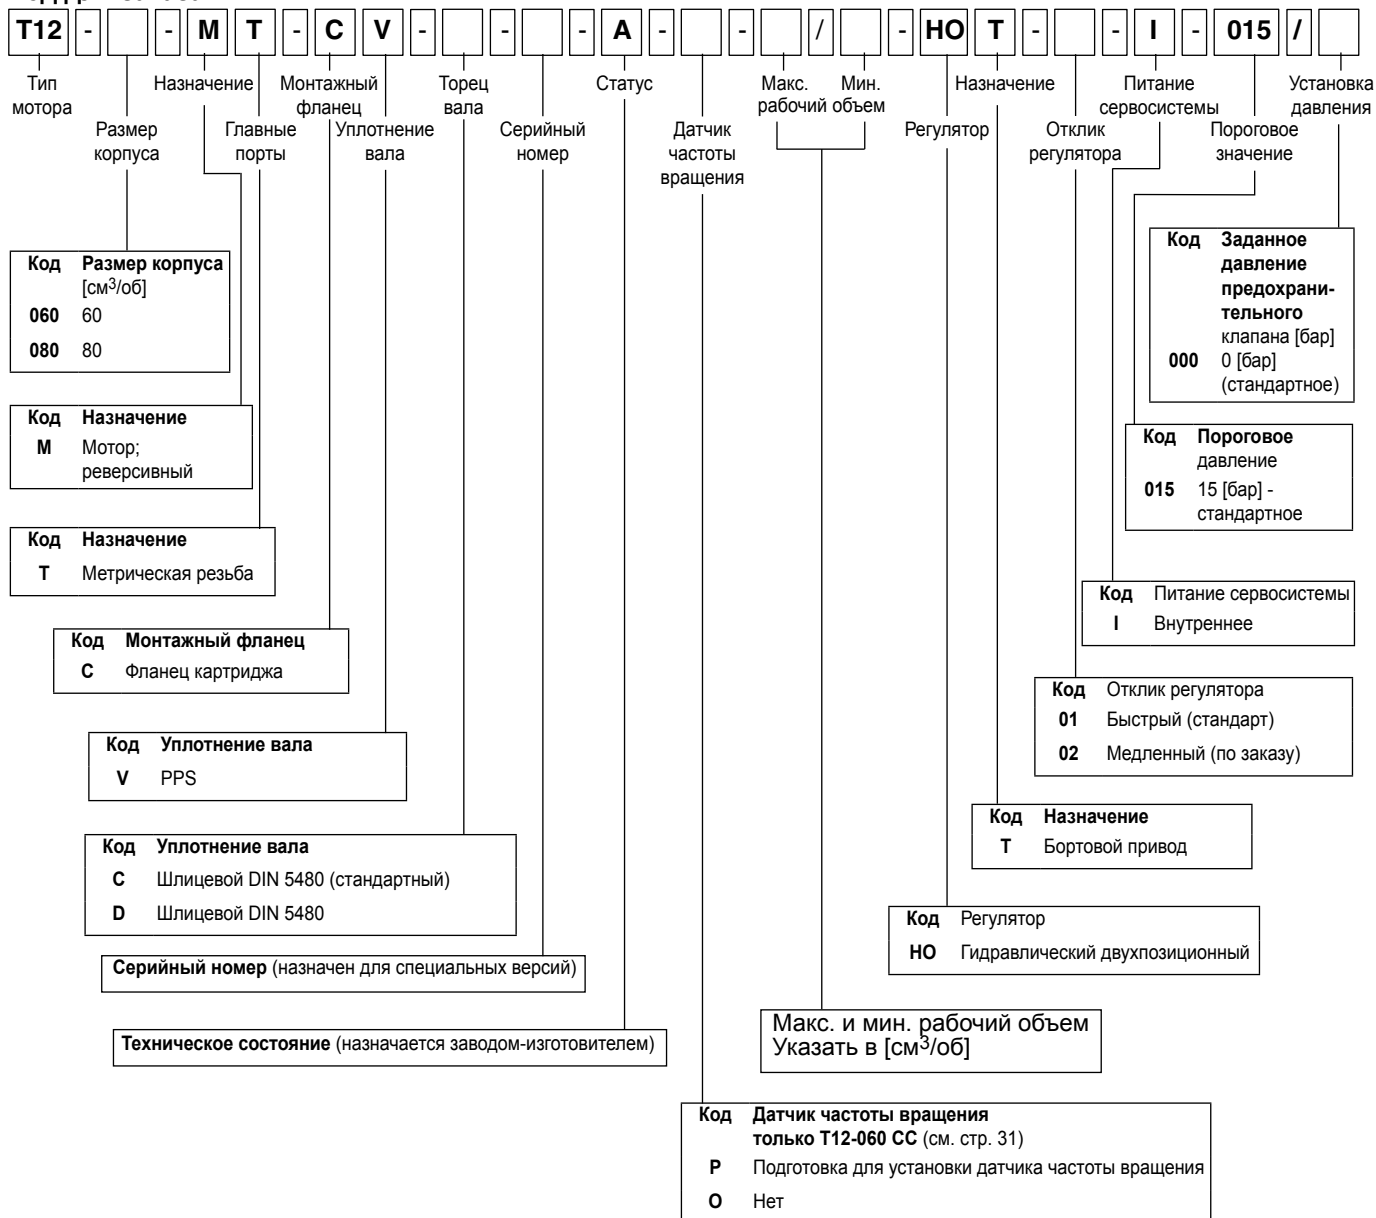 T12 - - M T - C V - - - A - - / - HO T - - I - 015 /
Тип мотора
Размер корпуса
Назначение
Главные порты
Монтажный фланец
Уплотнение вала
Торец вала
Серийный номер
Статус
Датчик частоты вращения
Макс. Мин.
рабочий объем
Регулятор
Назначение
Отклик регулятора
Питание сервосистемы
Пороговое значение
Установка давления
Код Размер корпуса
[см3/об]
060 60
080 80
Код Назначение
M Мотор;
реверсивный
Код Назначение
T Метрическая резьба
Код Монтажный фланец
C Фланец картриджа
Код Уплотнение вала
V PPS
Код Уплотнение вала
C Шлицевой DIN 5480 (стандартный)
D Шлицевой DIN 5480
Серийный номер (назначен для специальных версий)
Техническое состояние (назначается заводом-изготовителем)
Код Датчик частоты вращения
только T12-060 CC (см. стр. 31)
P Подготовка для установки датчика частоты вращения
O Нет
Макс. и мин. рабочий объем
Указать в [см3/об]
Код Регулятор
HO Гидравлический двухпозиционный
Код Назначение
T Бортовой привод
Код Отклик регулятора
01 Быстрый (стандарт)
02 Медленный (по заказу)
Код Питание сервосистемы
I Внутреннее
Код Пороговое
давление
015 15 [бар] -
стандартное
Код Заданное
давление
предохрани-
тельного
клапана [бар]
000 0 [бар]
(стандартное)